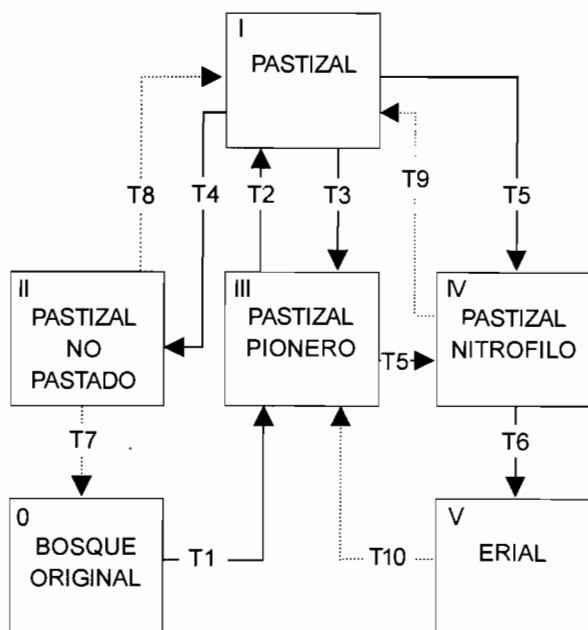 I
PASTIZAL
T8
T4
T2
T3
T9
T5
II
PASTIZAL
NO
PASTADO
III
PASTIZAL
PIONERO
T5
IV
PASTIZAL
NITROFILO
T7
T6
0
BOSQUE
ORIGINAL
T1
T10
V
ERIAL